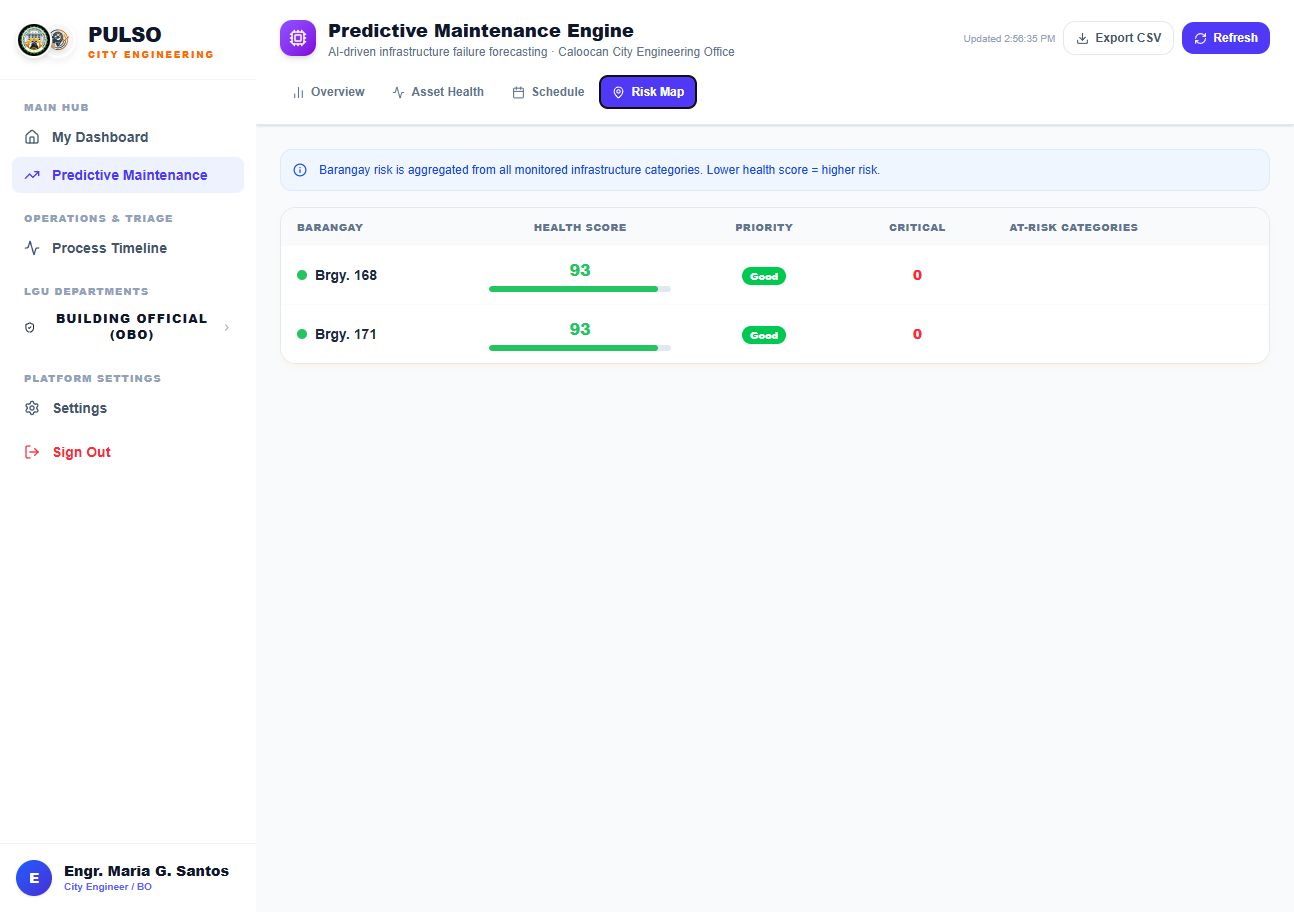 PULSO
CITY ENGINEERING
MAIN HUB
My Dashboard
Predictive Maintenance
OPERATIONS & TRIAGE
Process Timeline
LGU DEPARTMENTS
BUILDING OFFICIAL
(OBO)
PLATFORM SETTINGS
Settings
Sign Out
E
Engr. Maria G. Santos
City Engineer / BO
Predictive Maintenance Engine
AI-driven infrastructure failure forecasting · Caloocan City Engineering Office
Updated 2:56:35 PM
Export CSV
Refresh
Overview
Asset Health
Schedule
Risk Map
Barangay risk is aggregated from all monitored infrastructure categories. Lower health score = higher risk.
BARANGAY HEALTH SCORE PRIORITY CRITICAL AT-RISK CATEGORIES
Brgy. 168 93 Good 0
Brgy. 171 93 Good 0